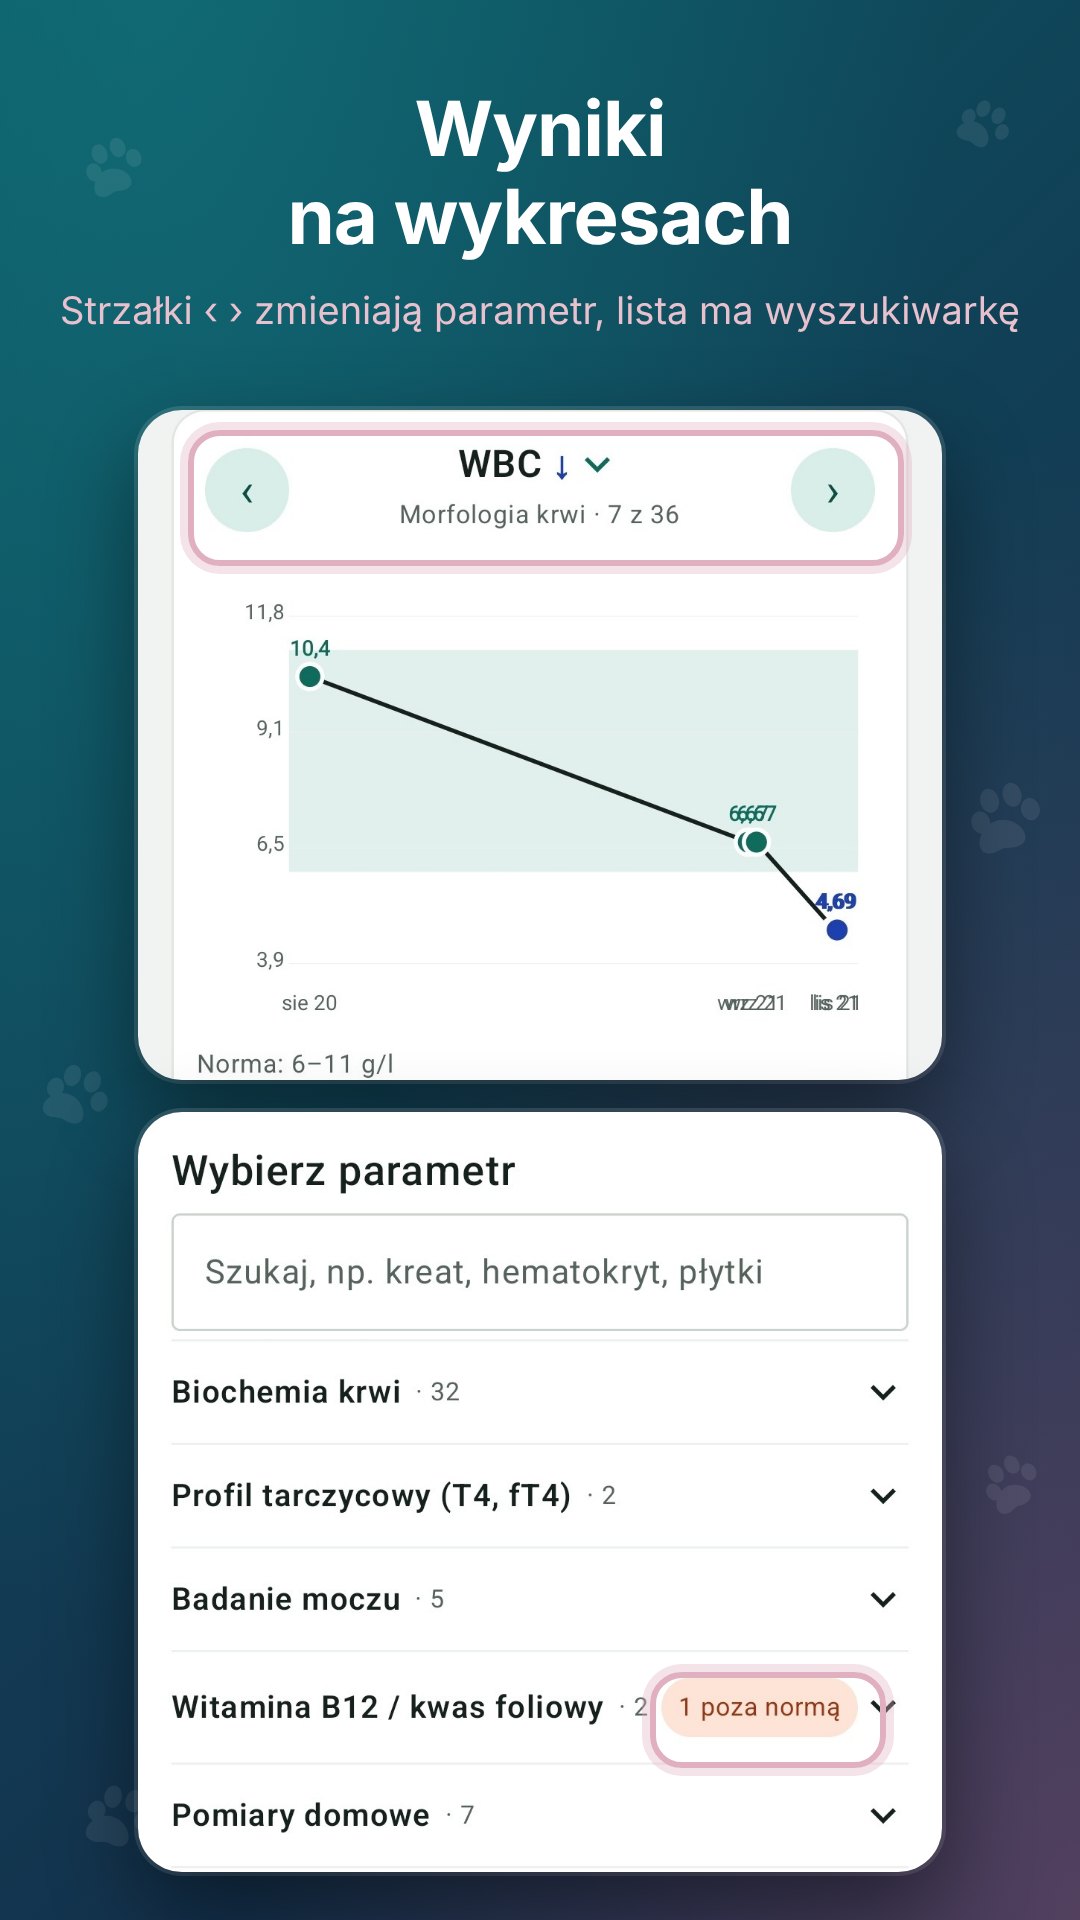 Wyniki
na wykresach
Strzałki ‹ › zmieniają parametr, lista ma wyszukiwarkę
‹
WBC ↓
›
Morfologia krwi · 7 z 36
11,8
10,4
9,1
6,5
4,69
3,9
sie 20
Norma: 6–11 g/l
Wybierz parametr
Szukaj, np. kreat, hematokryt, płytki
Biochemia krwi · 32
Profil tarczycowy (T4, fT4) · 2
Badanie moczu · 5
Witamina B12 / kwas foliowy · 2 1 poza normą
Pomiary domowe · 7